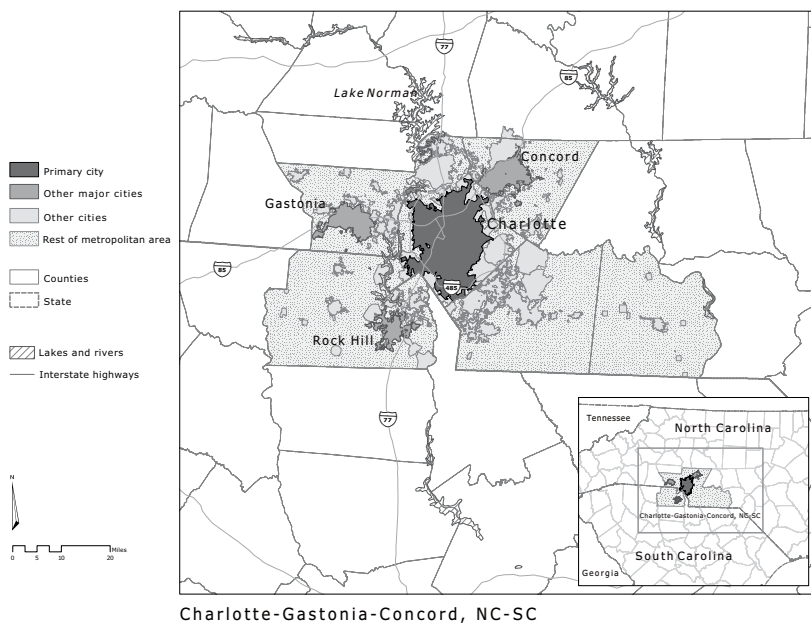 77
85
Lake Norman
Concord
Gastonia
Charlotte
85
485
Rock Hill
77
Primary city
Other major cities
Other cities
Rest of metropolitan area
Counties
State
Lakes and rivers
Interstate highways
N
Miles
0 5 10 20
Tennessee
North Carolina
Charlotte-Gastonia-Concord, NC-SC
South Carolina
Georgia
Charlotte-Gastonia-Concord, NC-SC